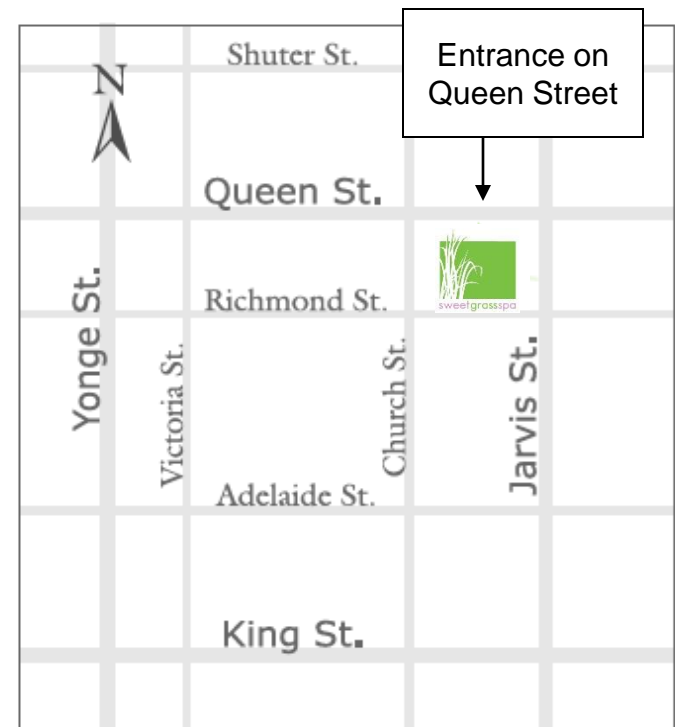 Shuter St.
Entrance on
Queen Street
N
Queen St.
sweetgrassspa
Richmond St.
Yonge St.
Victoria St.
Church St.
Jarvis St.
Adelaide St.
King St.